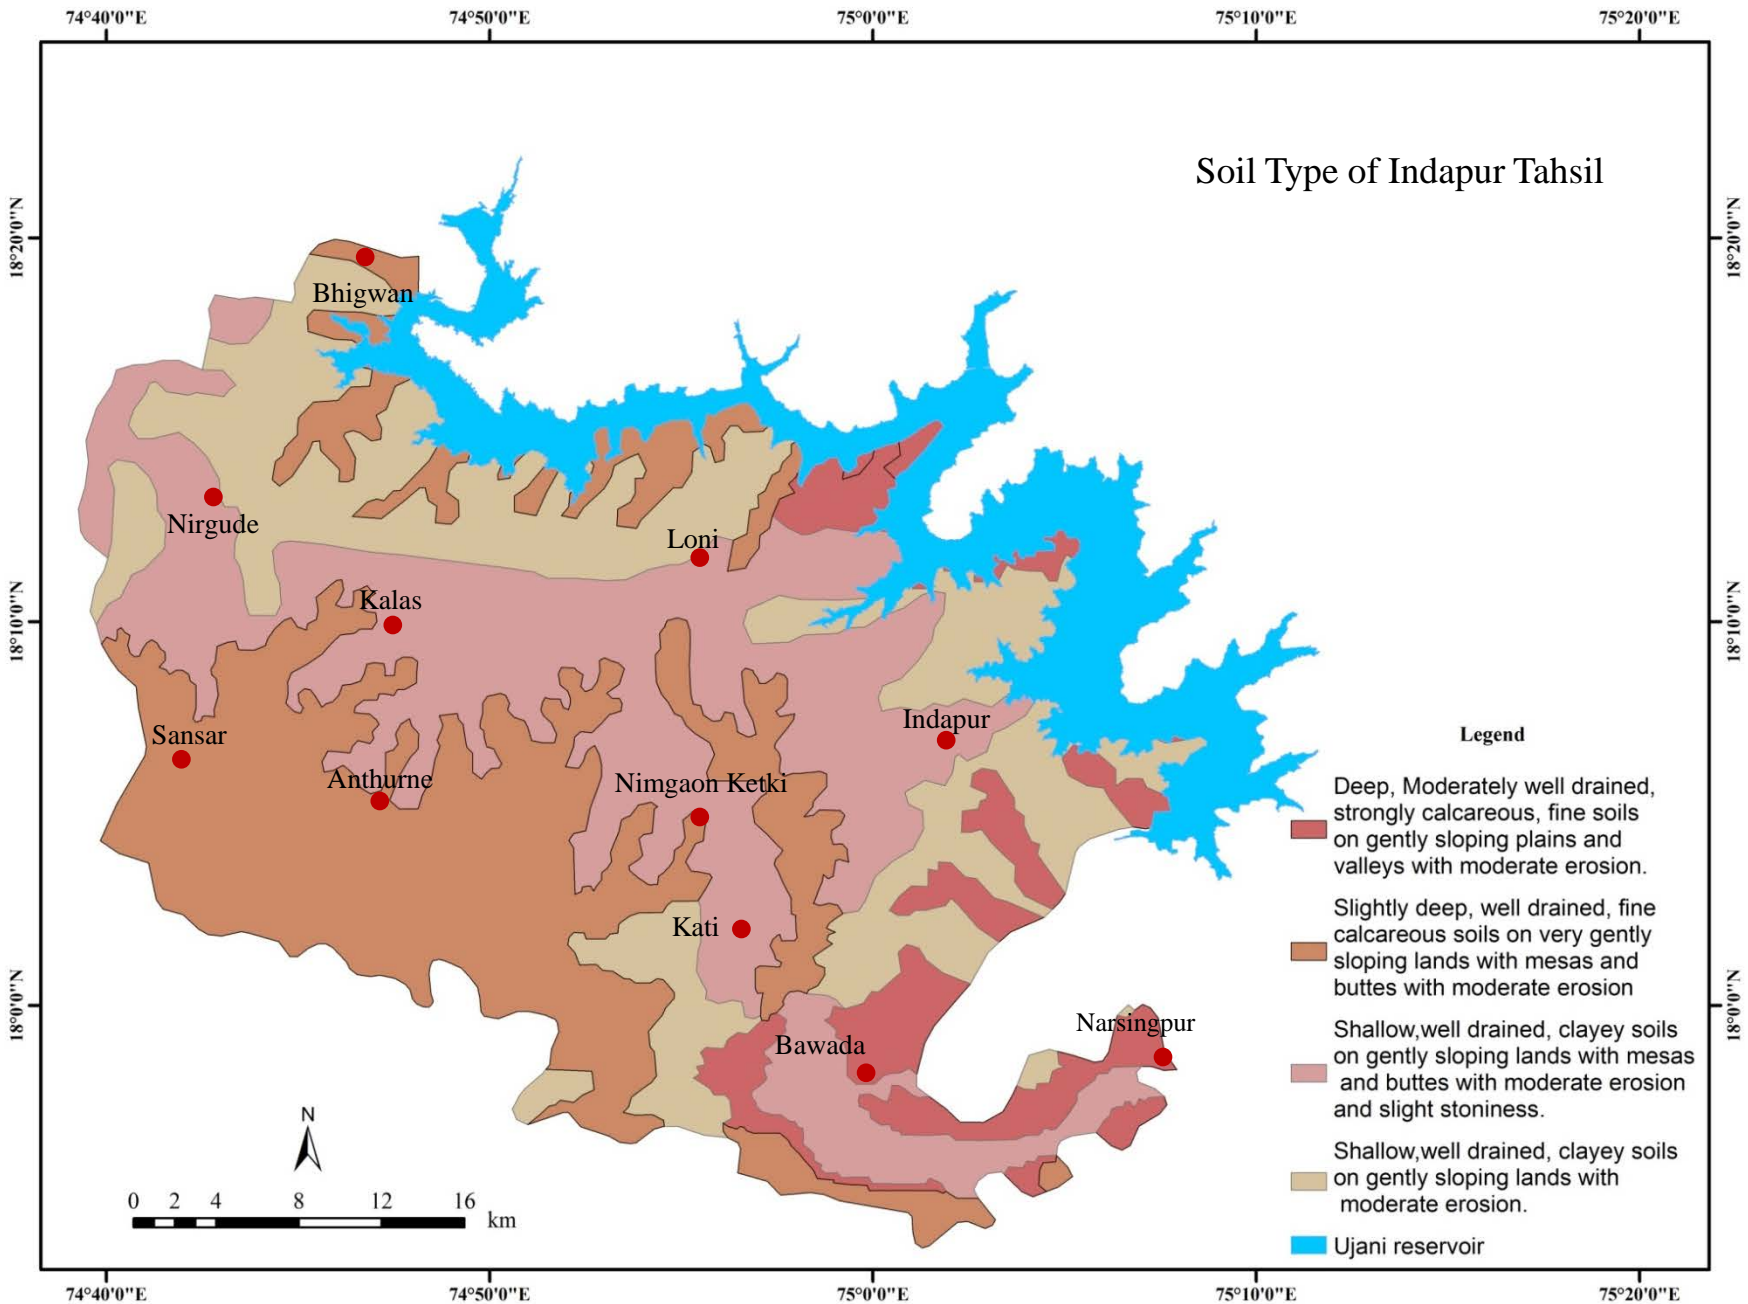 74°40'0"E 74°50'0"E 75°0'0"E 75°10'0"E 75°20'0"E
Soil Type of Indapur Tahsil
18°20'0"N 18°20'0"N
Bhigwan
Nirgude
Loni
Kalas
18°10'0"N 18°10'0"N
Indapur
Sansar
Anthurne
Nimgaon Ketki
Kati
18°0'0"N 18°0'0"N
Narsingpur
Bawada
Legend
Deep, Moderately well drained,
strongly calcareous, fine soils
on gently sloping plains and
valleys with moderate erosion.
Slightly deep, well drained, fine
calcareous soils on very gently
sloping lands with mesas and
buttes with moderate erosion
Shallow,well drained, clayey soils
on gently sloping lands with mesas
and buttes with moderate erosion
and slight stoniness.
Shallow,well drained, clayey soils
on gently sloping lands with
moderate erosion.
Ujani reservoir
N
0 2 4 8 12 16
km
74°40'0"E 74°50'0"E 75°0'0"E 75°10'0"E 75°20'0"E